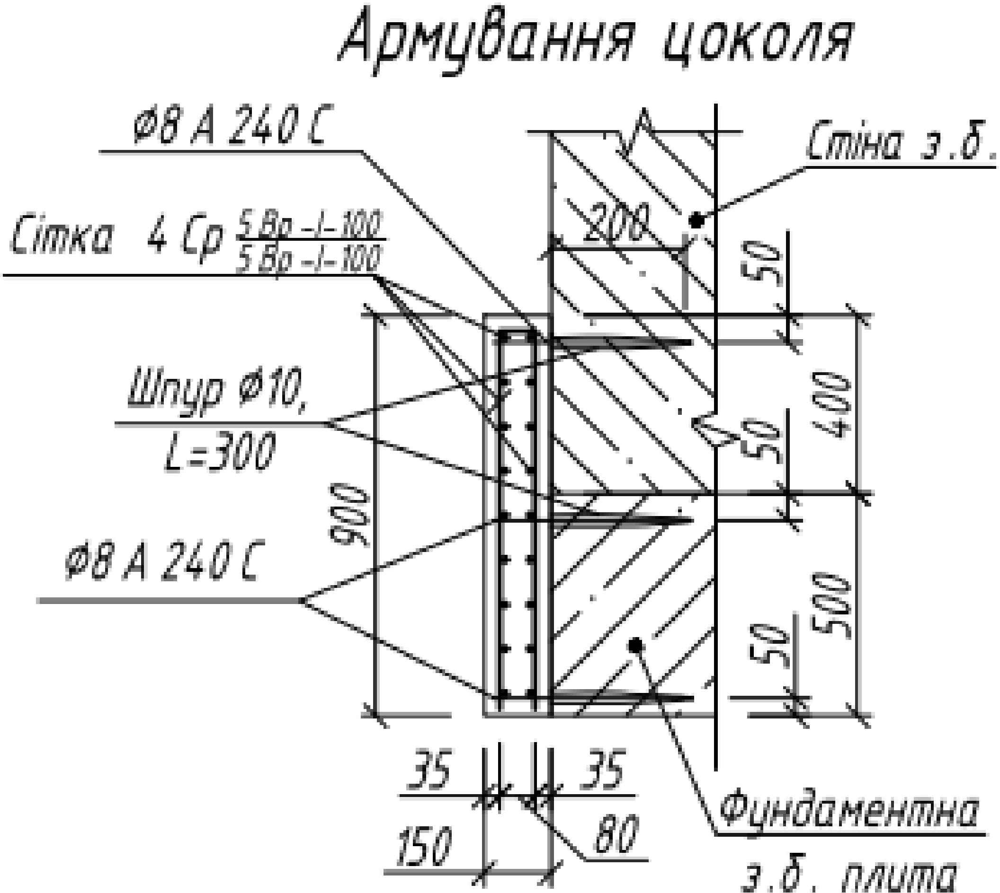 Армування цоколя
Ø8 А 240 С
Стіна з.б.
Сітка 4 Ср 5 Вр -I- 100
5 Вр -I- 100
200
50
Шпур Ø10,
L=300
400
50
900
Ø8 А 240 С
500
50
35
35
80
150
Фундаментна
з.б. плита